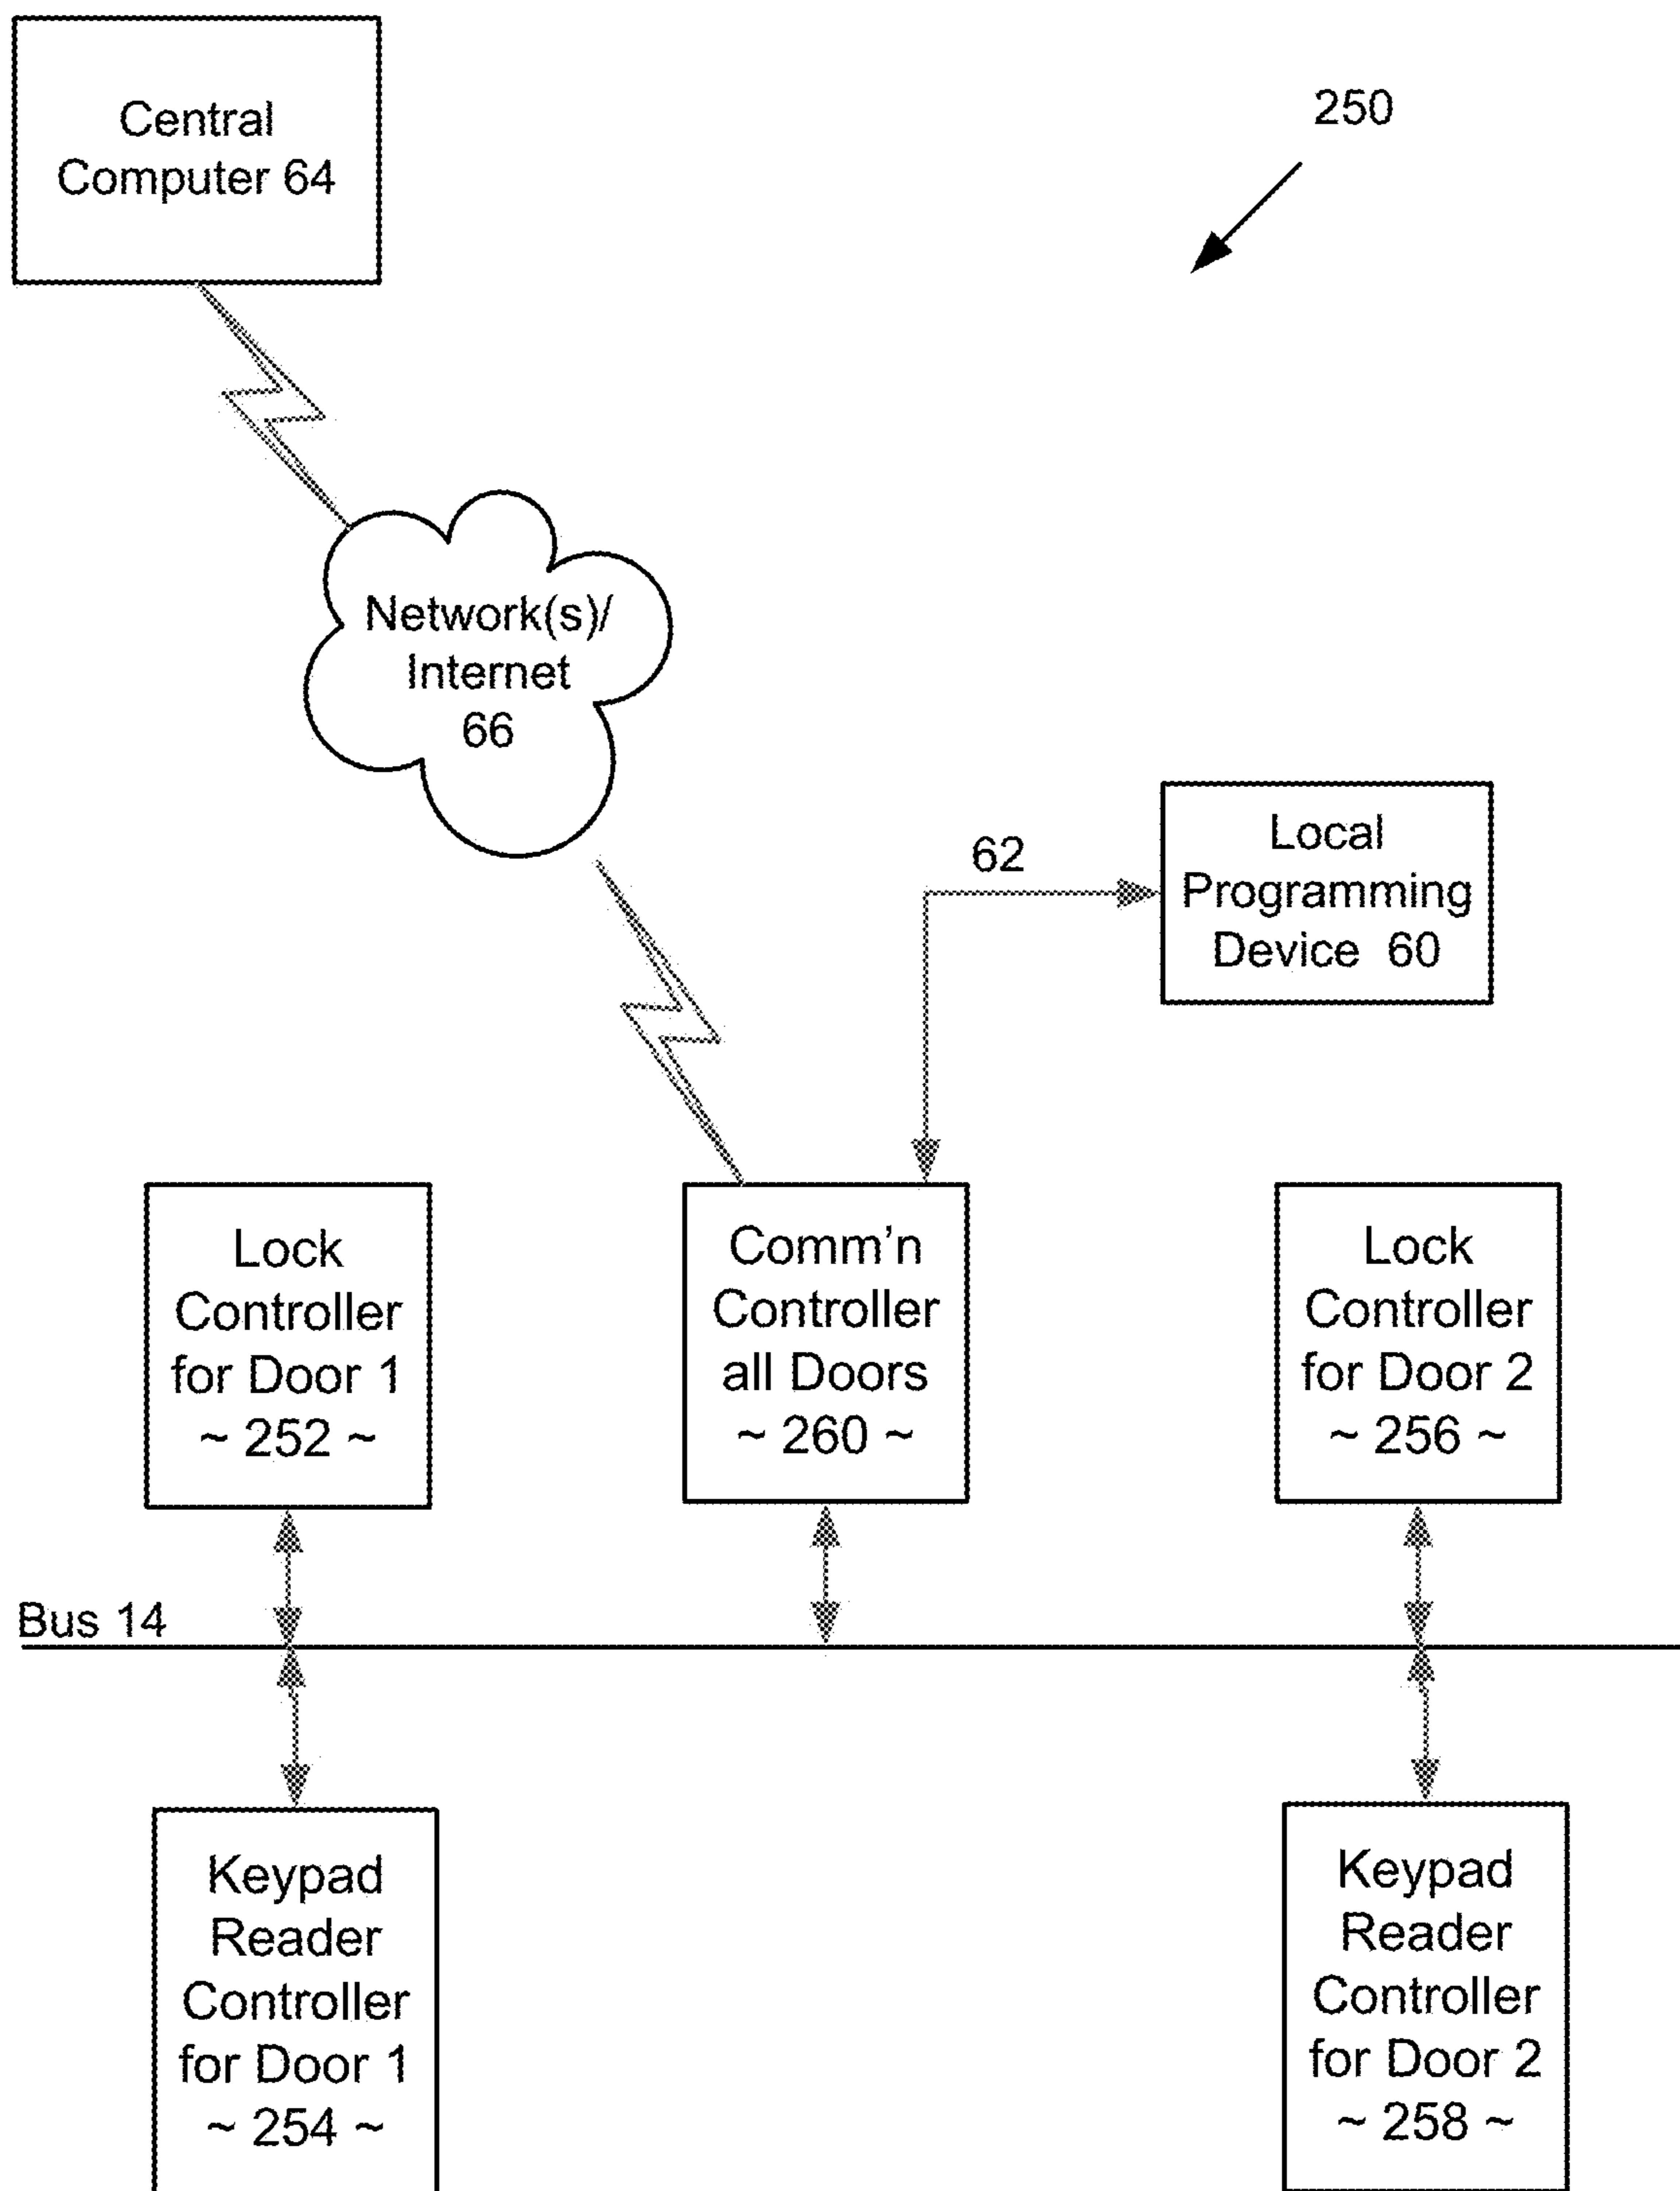 Central
Computer 64
250
Network(s)/
Internet
66
62
Local
Programming
Device 60
Lock
Controller
for Door 1
~ 252 ~
Comm'n
Controller
all Doors
~ 260 ~
Lock
Controller
for Door 2
~ 256 ~
Bus 14
Keypad
Reader
Controller
for Door 1
~ 254 ~
Keypad
Reader
Controller
for Door 2
~ 258 ~